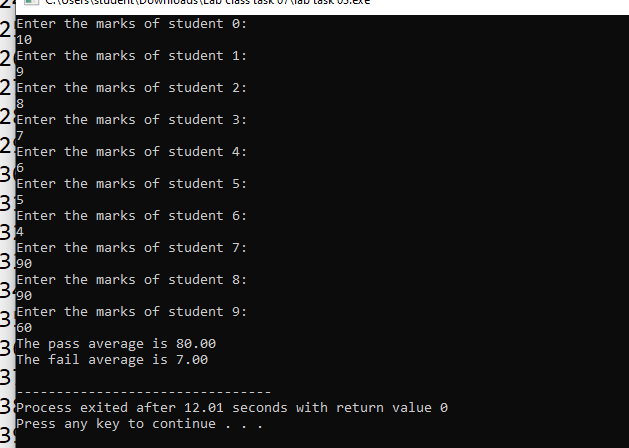 C:\Users\student\Downloads\Lab class task 07\lab task 03.exe
Enter the marks of student 0:
10
Enter the marks of student 1:
9
Enter the marks of student 2:
8
Enter the marks of student 3:
7
Enter the marks of student 4:
6
Enter the marks of student 5:
5
Enter the marks of student 6:
4
Enter the marks of student 7:
90
Enter the marks of student 8:
90
Enter the marks of student 9:
60
The pass average is 80.00
The fail average is 7.00
--------------------------------
Process exited after 12.01 seconds with return value 0
Press any key to continue . . .